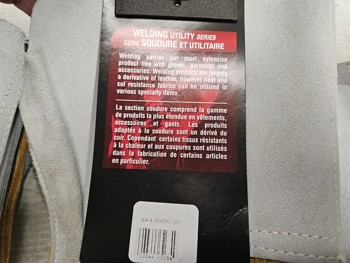 WELDING UTILITY SERIES
SÉRIE SOUDURE ET UTILITAIRE
Welding carries our most extensive
product line with gloves, garments and
accessories. Welding products are largely
a derivative of leather, however heat and
cut resistance fabrics can be utilized in
various specialty items.
La section soudure comprend la gamme
de produits la plus étendue en vêtements,
accessoires et gants. Les produits
adaptés à la soudure sont un dérivé du
cuir. Cependant certains tissus résistants
à la chaleur et aux coupures sont utilisés
dans la fabrication de certains articles
en particulier.